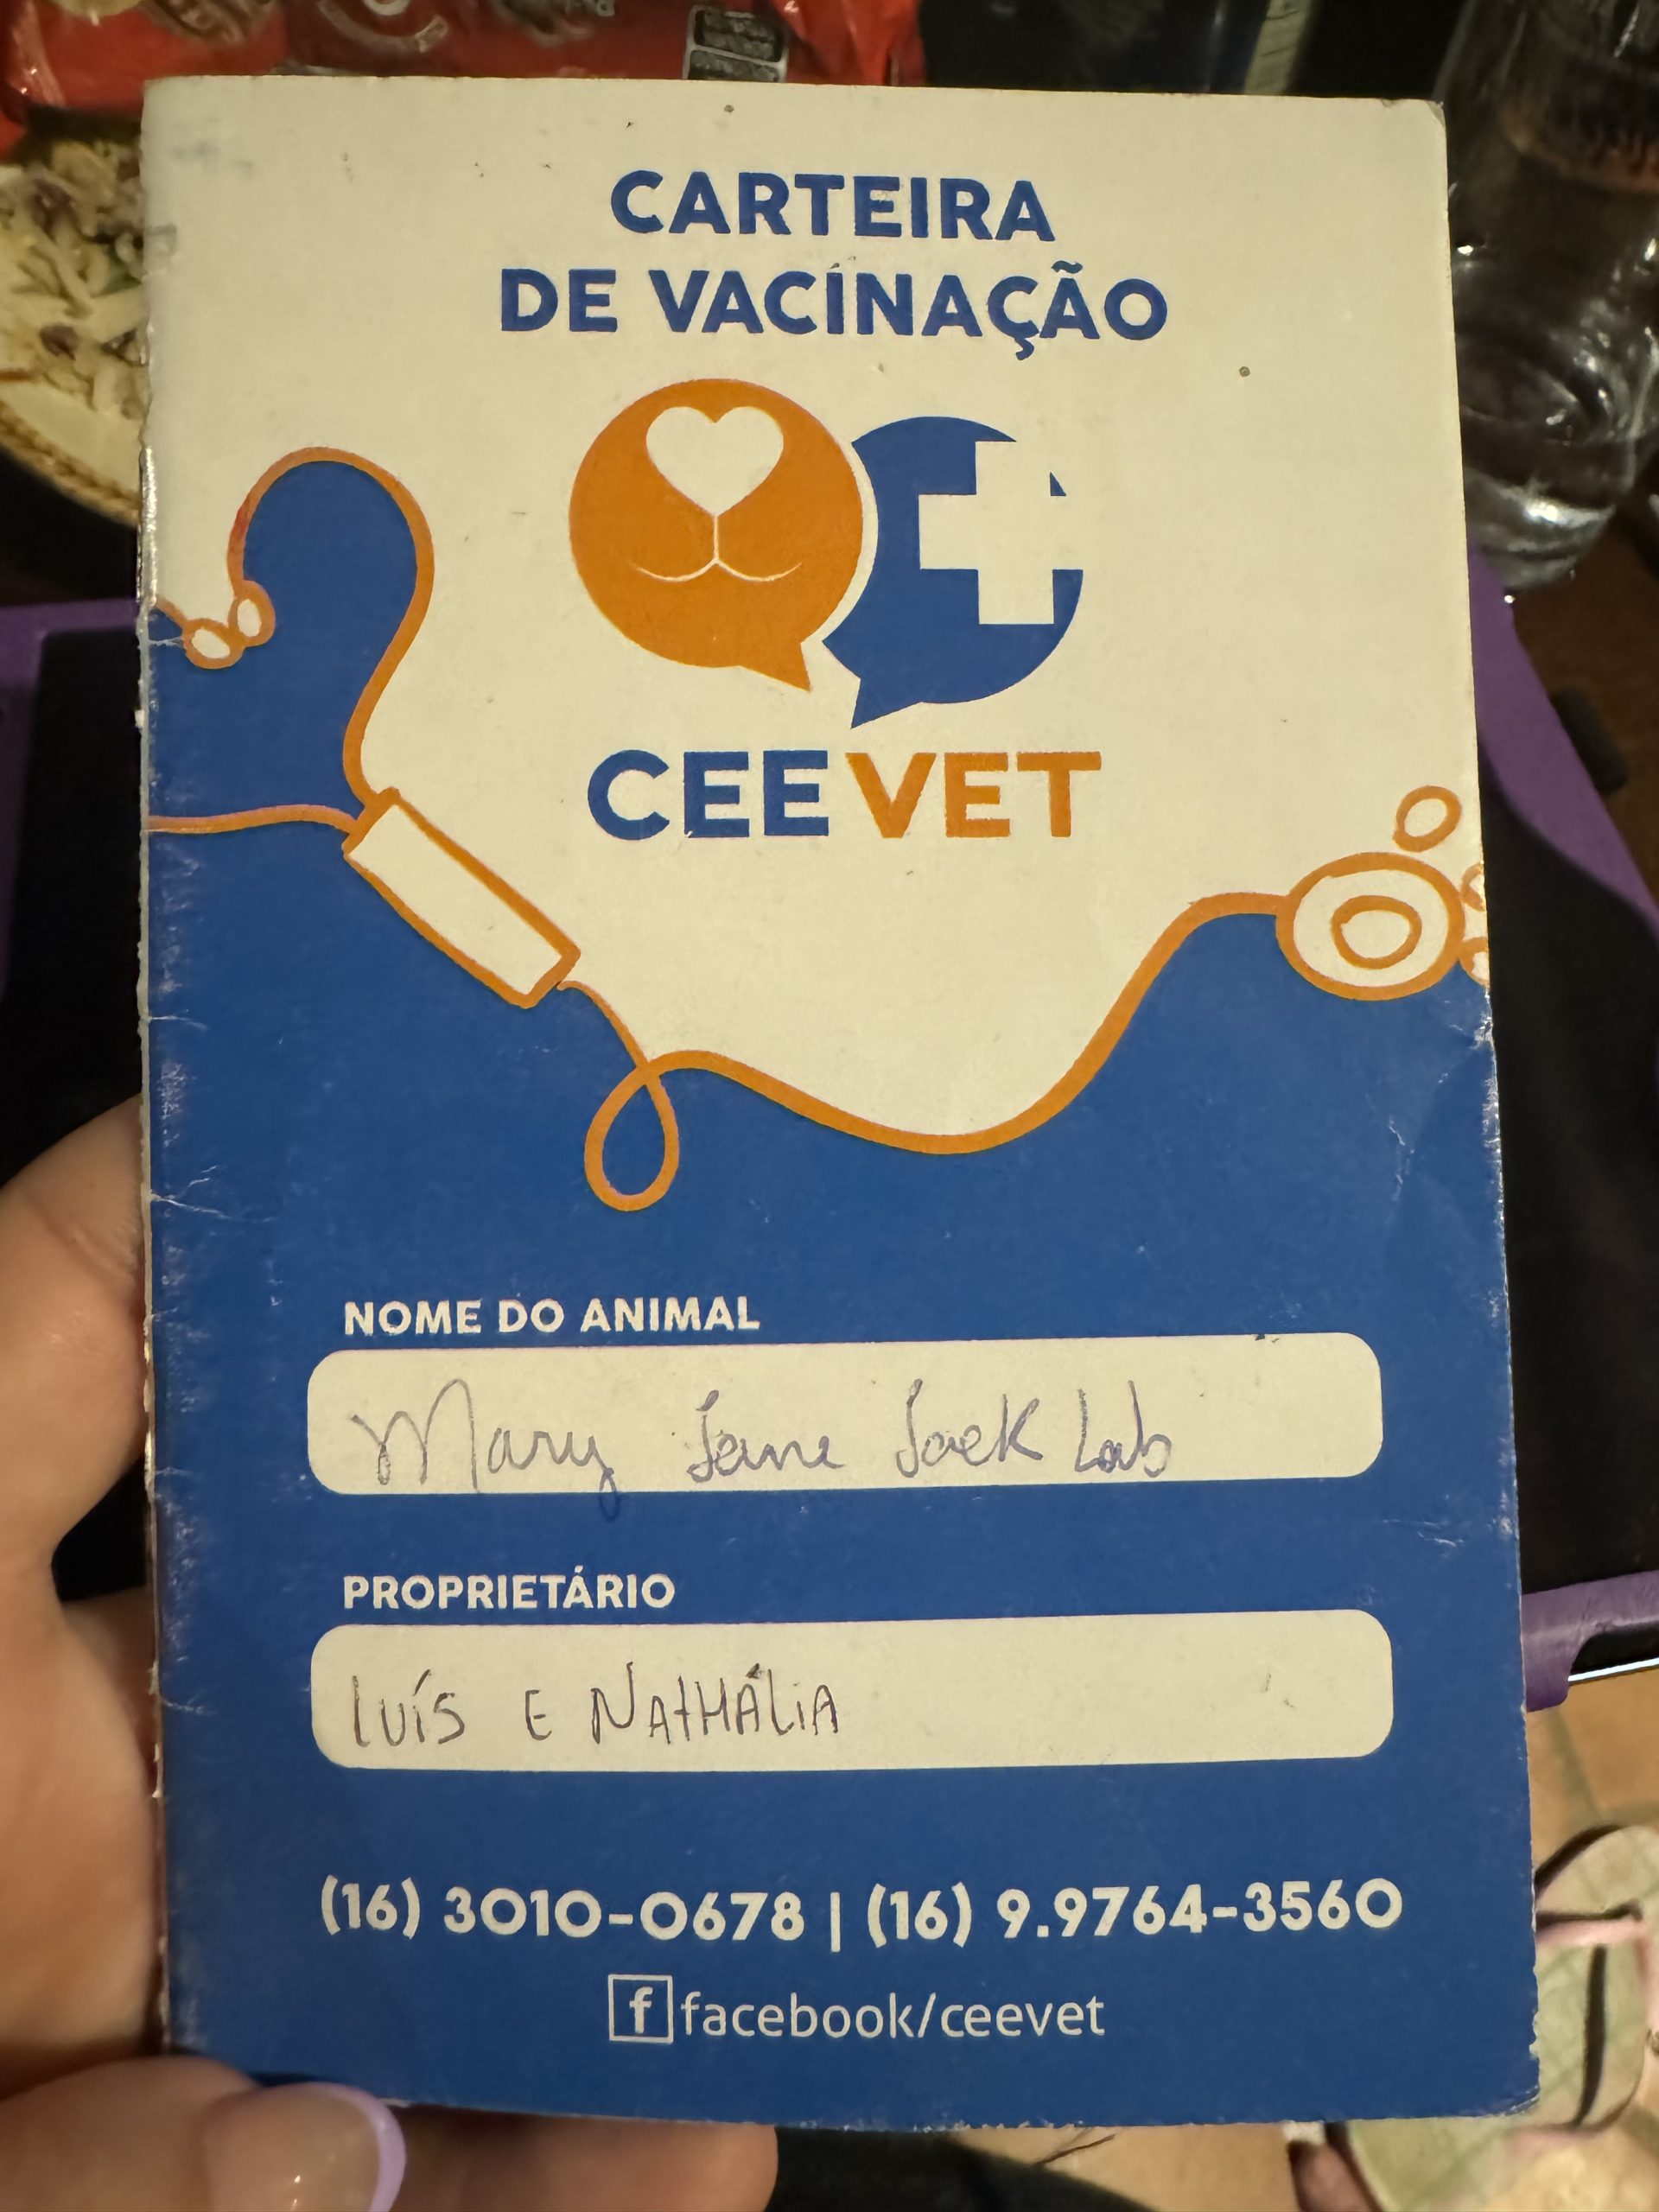 CARTEIRA
DE VACINAÇÃO
CEEVET
NOME DO ANIMAL
Mary Jane Jack Lab
PROPRIETÁRIO
LUÍS E NATHÁLIA
(16) 3010-0678 | (16) 9.9764-3560
f facebook/ceevet